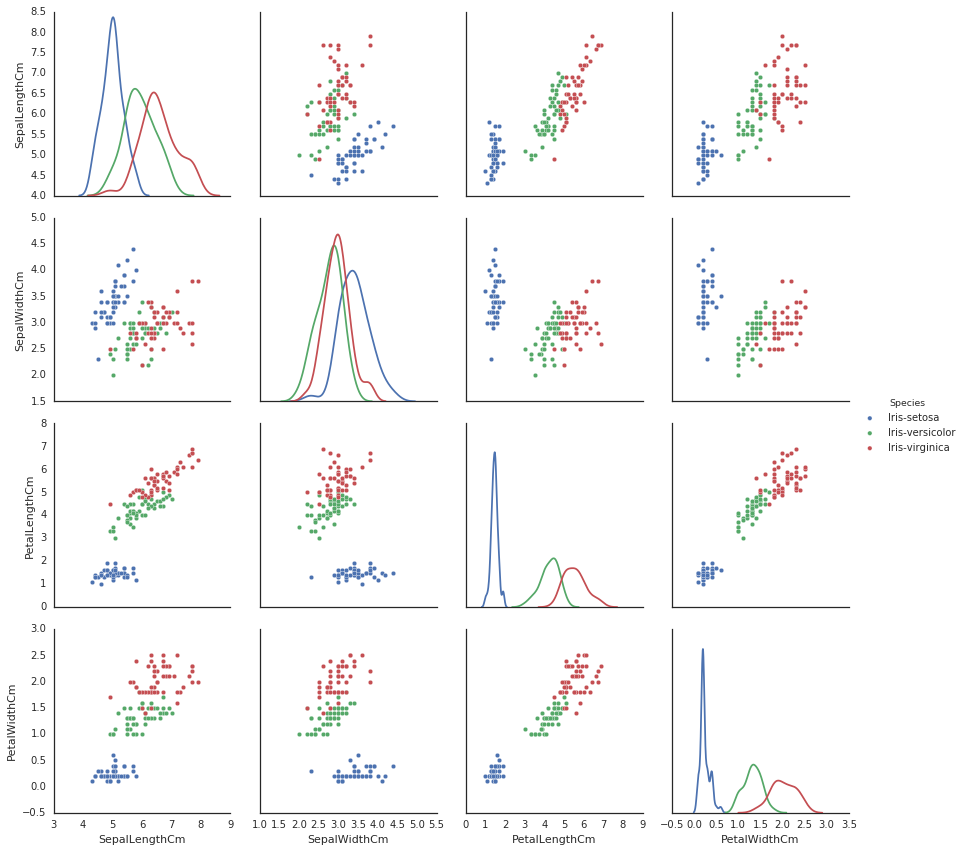 8.5
8.0
7.5
7.0
6.5
6.0
5.5
5.0
4.5
4.0
SepalLengthCm
5.0
4.5
4.0
3.5
3.0
2.5
2.0
1.5
SepalWidthCm
8
7
6
5
4
3
2
1
0
PetalLengthCm
Species
Iris-setosa
Iris-versicolor
Iris-virginica
3.0
2.5
2.0
1.5
1.0
0.5
0.0
−0.5
PetalWidthCm
3 4 5 6 7 8 9
SepalLengthCm
1.0 1.5 2.0 2.5 3.0 3.5 4.0 4.5 5.0 5.5
SepalWidthCm
0 1 2 3 4 5 6 7 8 9
PetalLengthCm
−0.5 0.0 0.5 1.0 1.5 2.0 2.5 3.0 3.5
PetalWidthCm